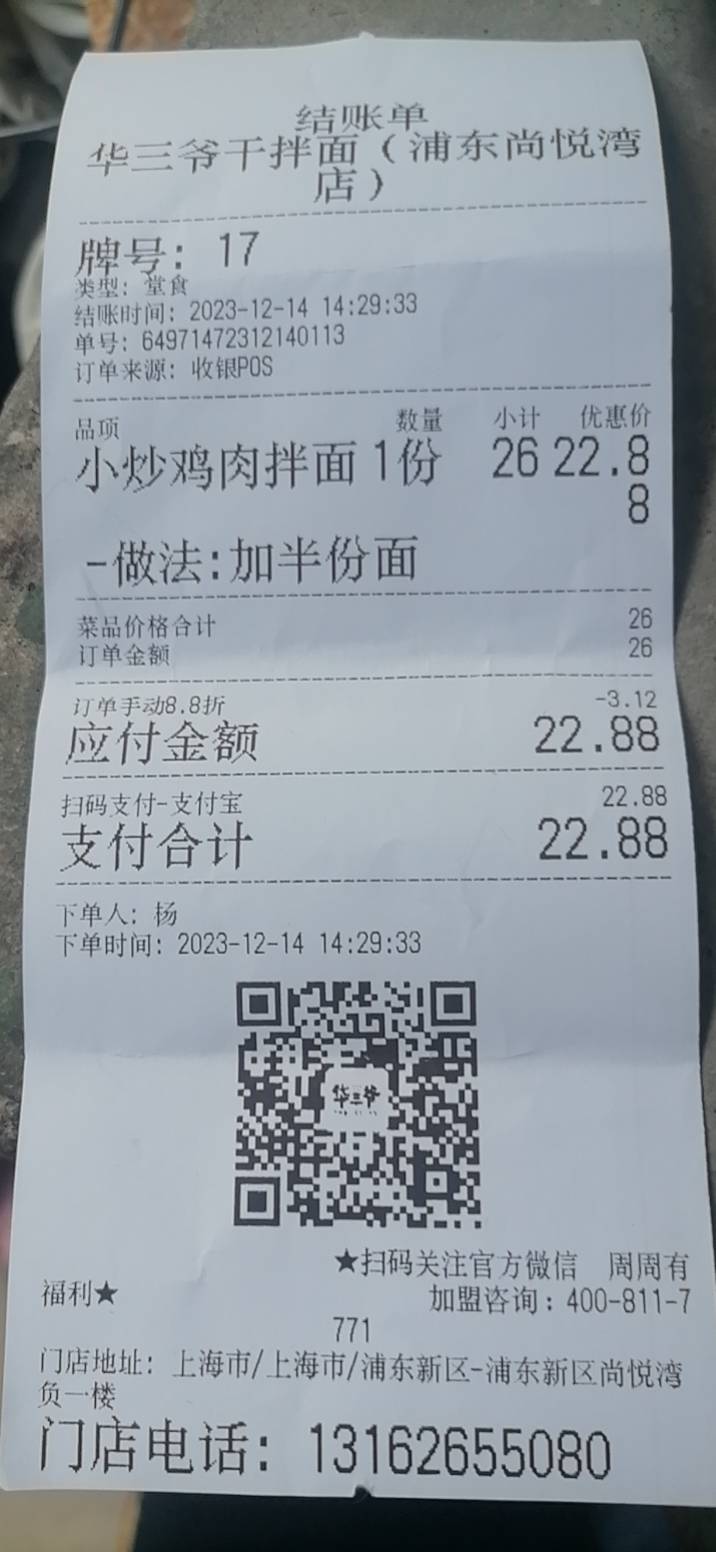 结账单
华三爷干拌面（浦东尚悦湾
店）
牌号: 17
类型: 堂食
结账时间: 2023-12-14 14:29:33
单号: 64971472312140113
订单来源: 收银POS
品项 数量 小计 优惠价
小炒鸡肉拌面 1份 26 22.8
8
-做法:加半份面
菜品价格合计 26
订单金额 26
订单手动8.8折 -3.12
应付金额 22.88
扫码支付-支付宝 22.88
支付合计 22.88
下单人: 杨
下单时间: 2023-12-14 14:29:33
华三爷
★扫码关注官方微信 周周有
福利★ 加盟咨询：400-811-7
771
门店地址: 上海市/上海市/浦东新区-浦东新区尚悦湾
负一楼
门店电话: 13162655080